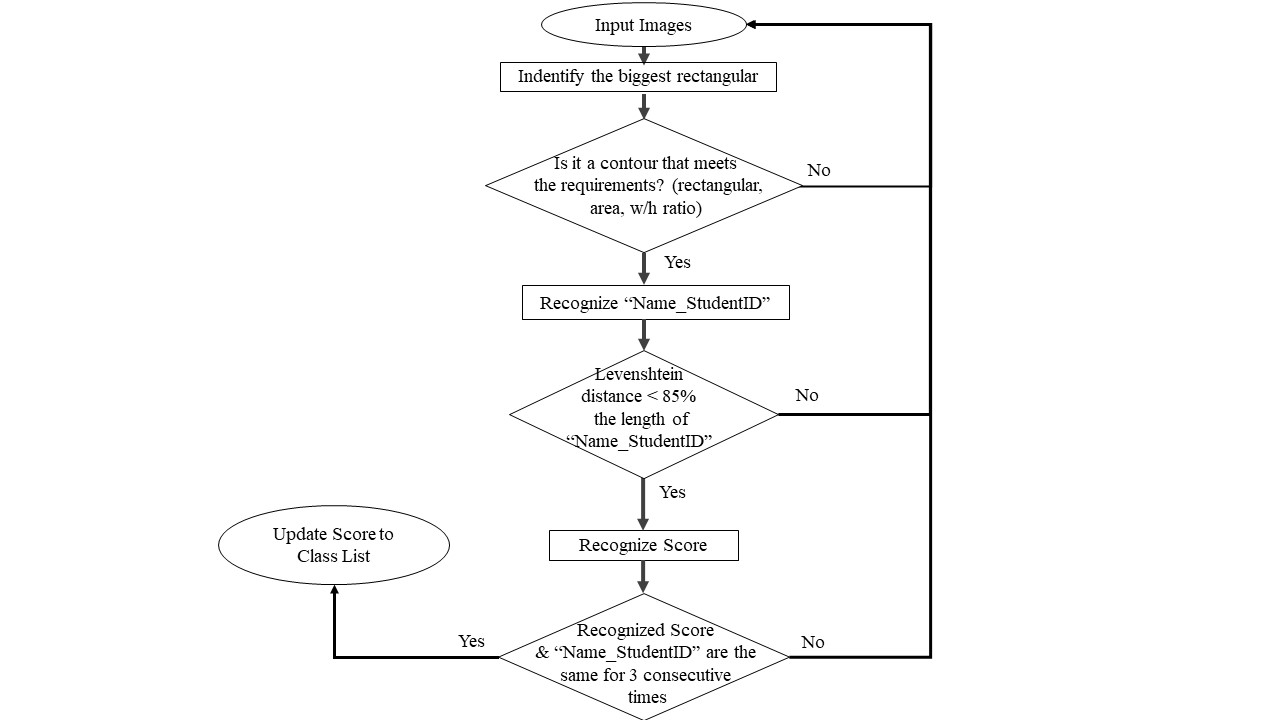 Input Images
Indentify the biggest rectangular
Is it a contour that meets
the requirements? (rectangular,
area, w/h ratio)
No
Yes
Recognize “Name_StudentID”
Levenshtein
distance < 85%
the length of
“Name_StudentID”
No
Yes
Recognize Score
Update Score to
Class List
Recognized Score
& “Name_StudentID” are the
same for 3 consecutive
times
Yes
No